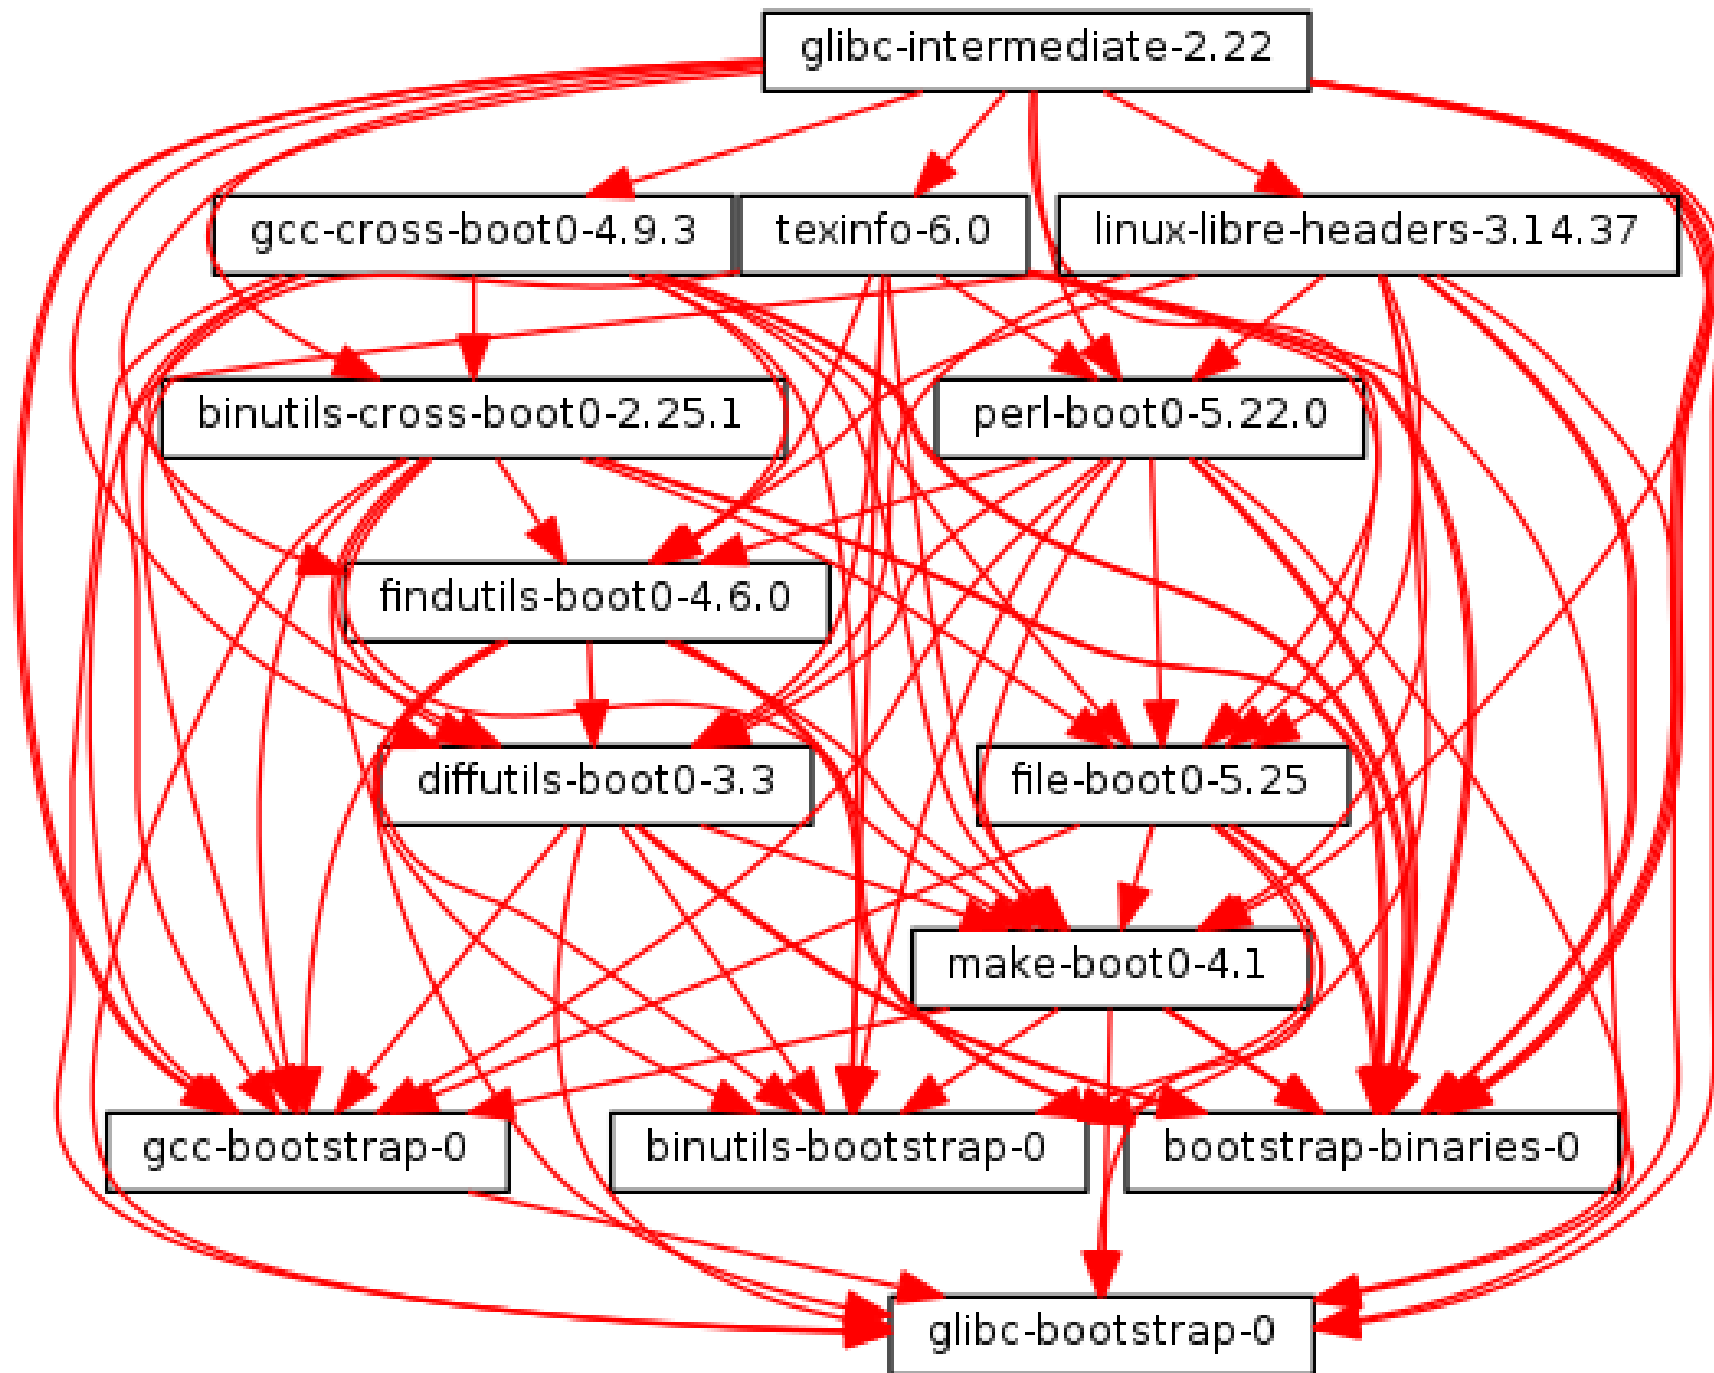 glibc-intermediate-2.22
gcc-cross-boot0-4.9.3
texinfo-6.0
linux-libre-headers-3.14.37
binutils-cross-boot0-2.25.1
perl-boot0-5.22.0
findutils-boot0-4.6.0
diffutils-boot0-3.3
file-boot0-5.25
make-boot0-4.1
gcc-bootstrap-0
binutils-bootstrap-0
bootstrap-binaries-0
glibc-bootstrap-0